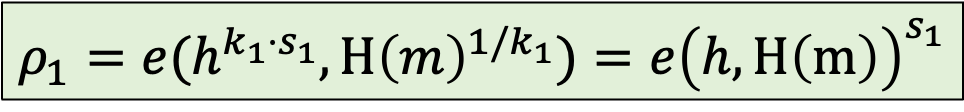 ρ₁ = e(h^{k₁·s₁}, H(m)^{1/k₁}) = e(h, H(m))^{s₁}